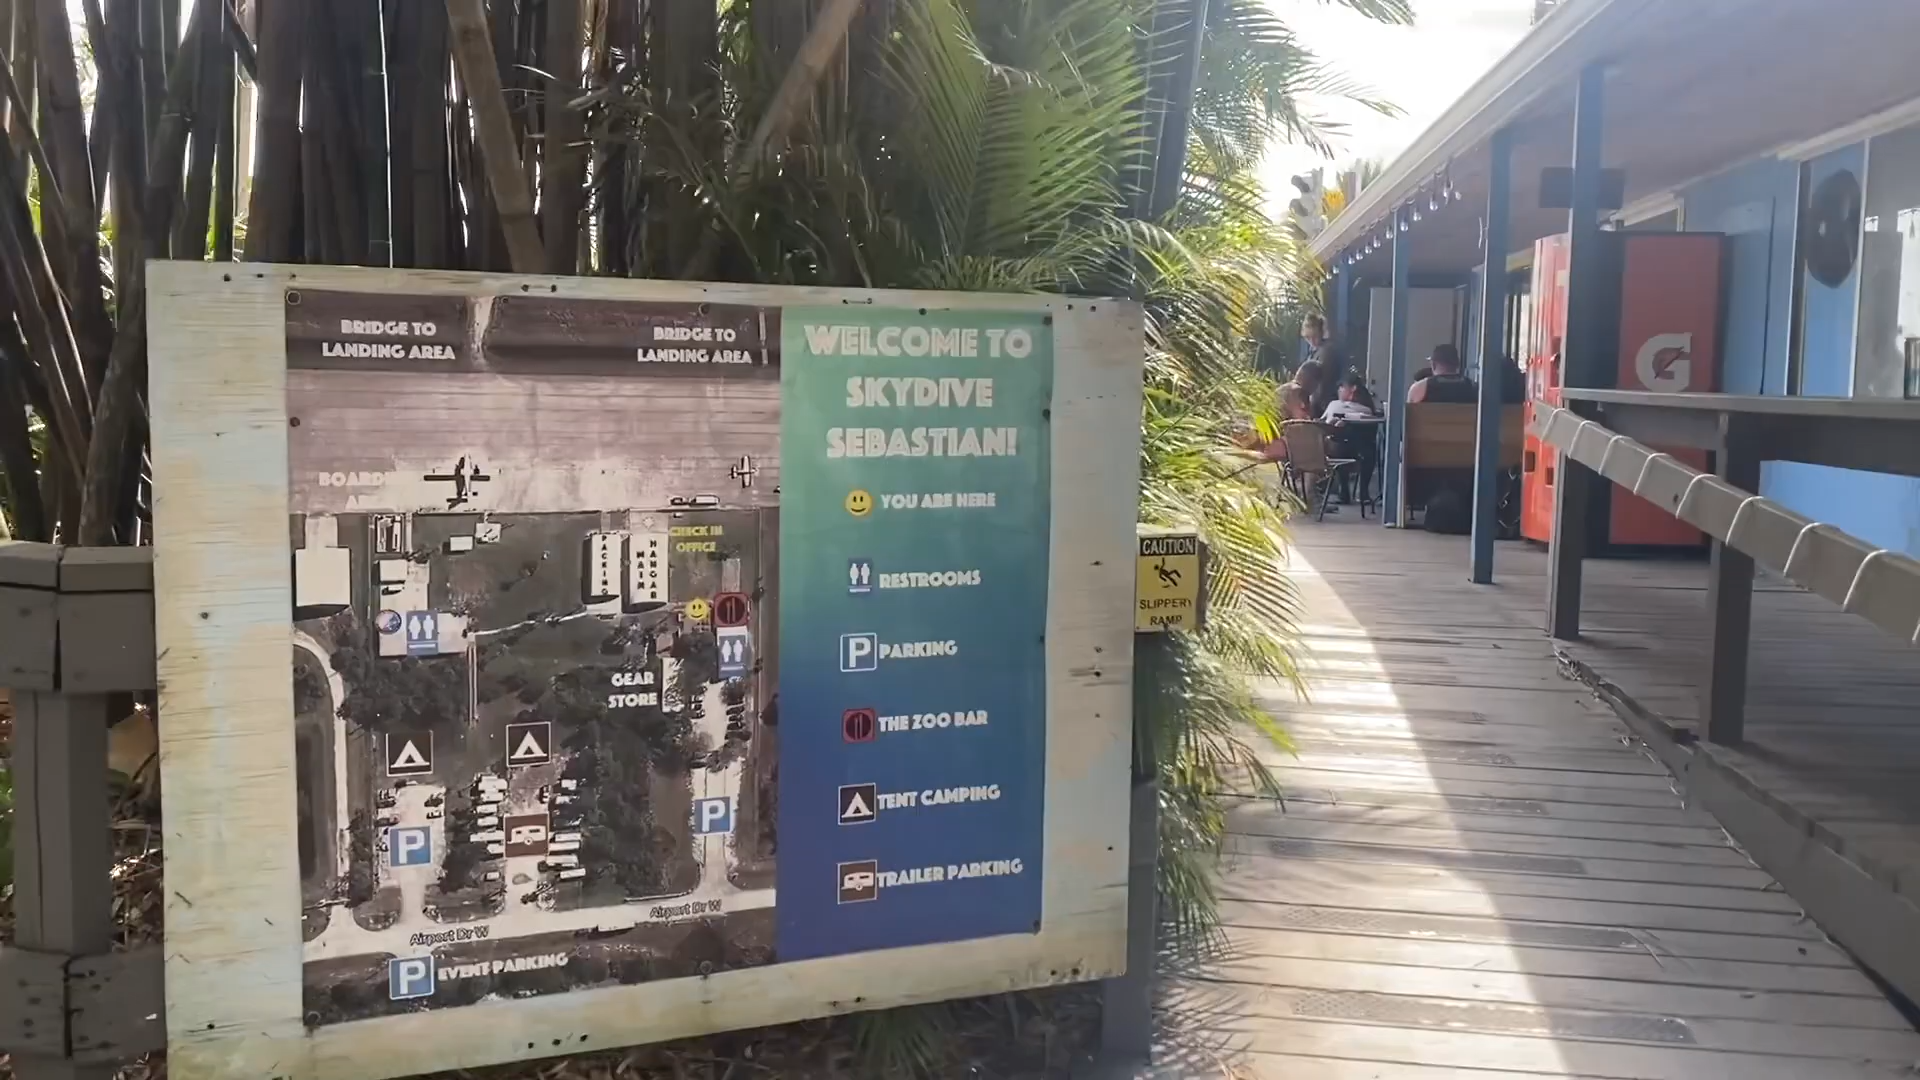 BRIDGE TO
LANDING AREA
BRIDGE TO
LANDING AREA
CHECK IN
OFFICE
PACKING
MAIN
HANGAR
GEAR
STORE
P
P
Airport Dr W
Airport Dr W
P EVENT PARKING
WELCOME TO
SKYDIVE
SEBASTIAN!
YOU ARE HERE
RESTROOMS
P PARKING
THE ZOO BAR
TENT CAMPING
TRAILER PARKING
CAUTION
SLIPPERY
RAMP
G